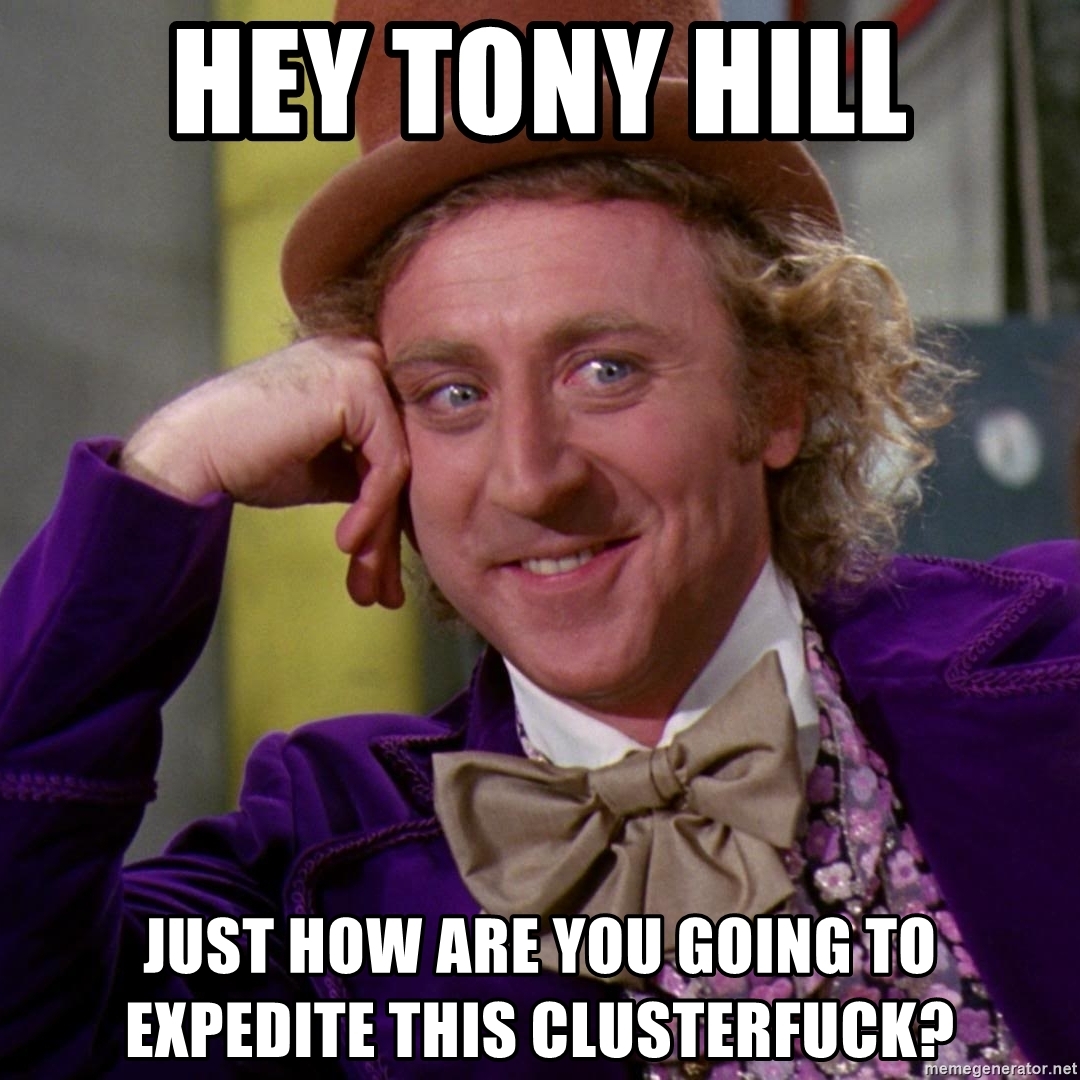 HEY TONY HILL
JUST HOW ARE YOU GOING TO
EXPEDITE THIS CLUSTERFUCK?
memegenerator.net